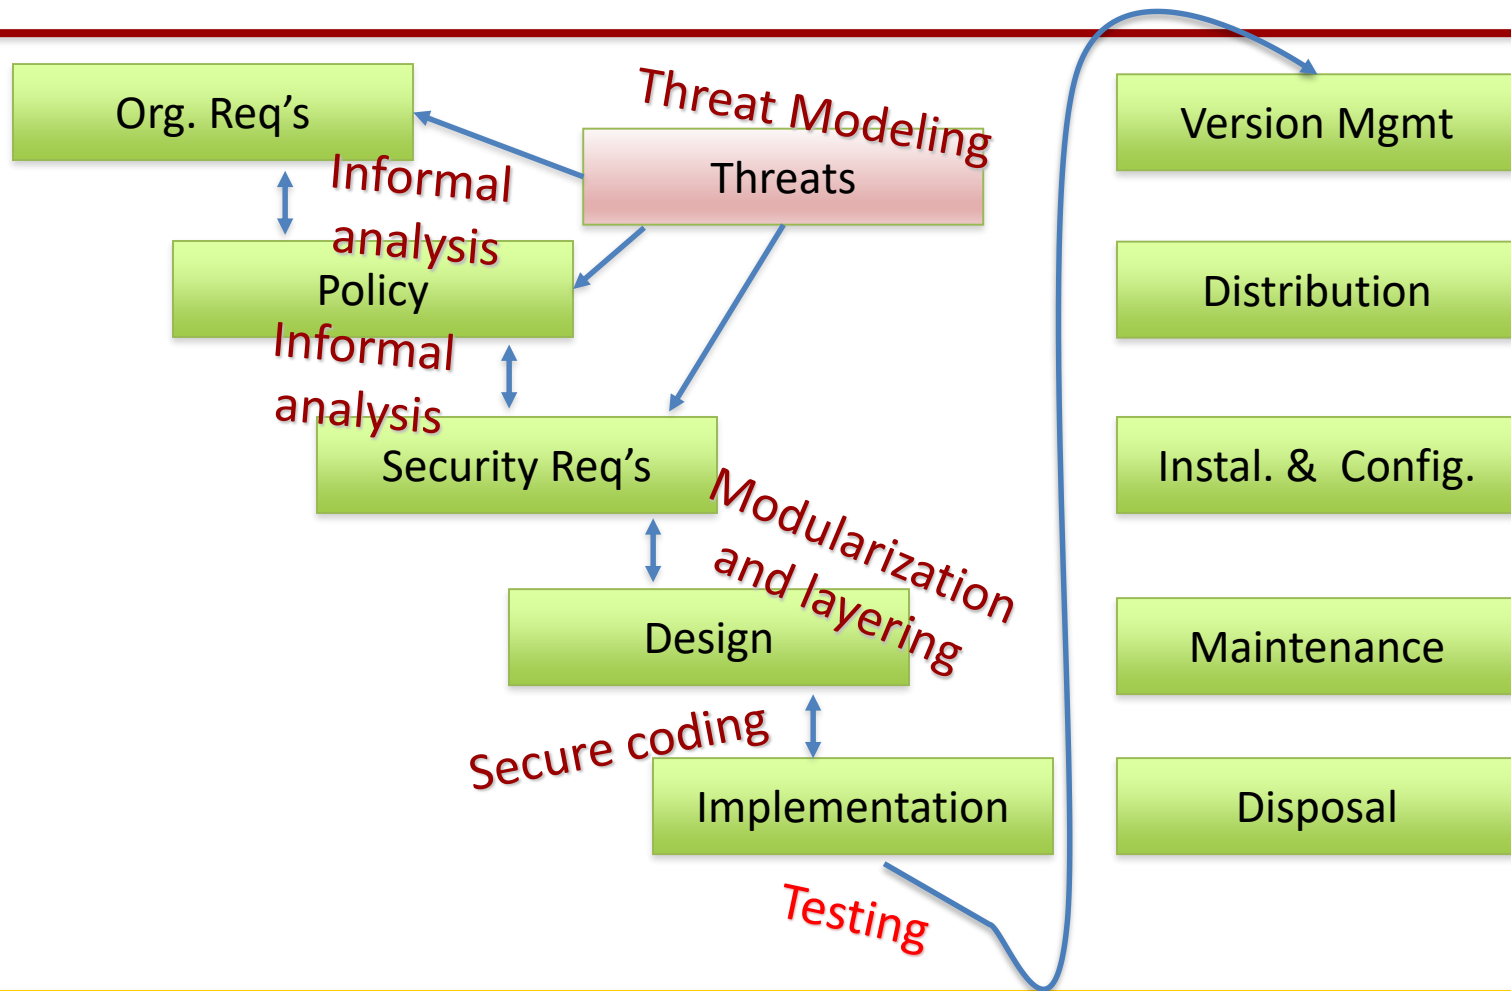 Org. Req's
Threat Modeling
Threats
Informal
analysis
Policy
Informal
analysis
Security Req's
Modularization
and layering
Design
Secure coding
Implementation
Testing
Version Mgmt
Distribution
Instal. &  Config.
Maintenance
Disposal